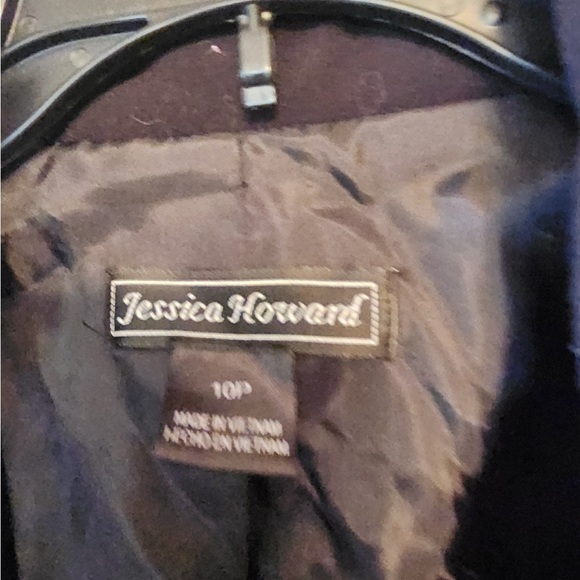 Jessica Howard
10P
MADE IN VIETNAM
HECHO EN VIETNAM